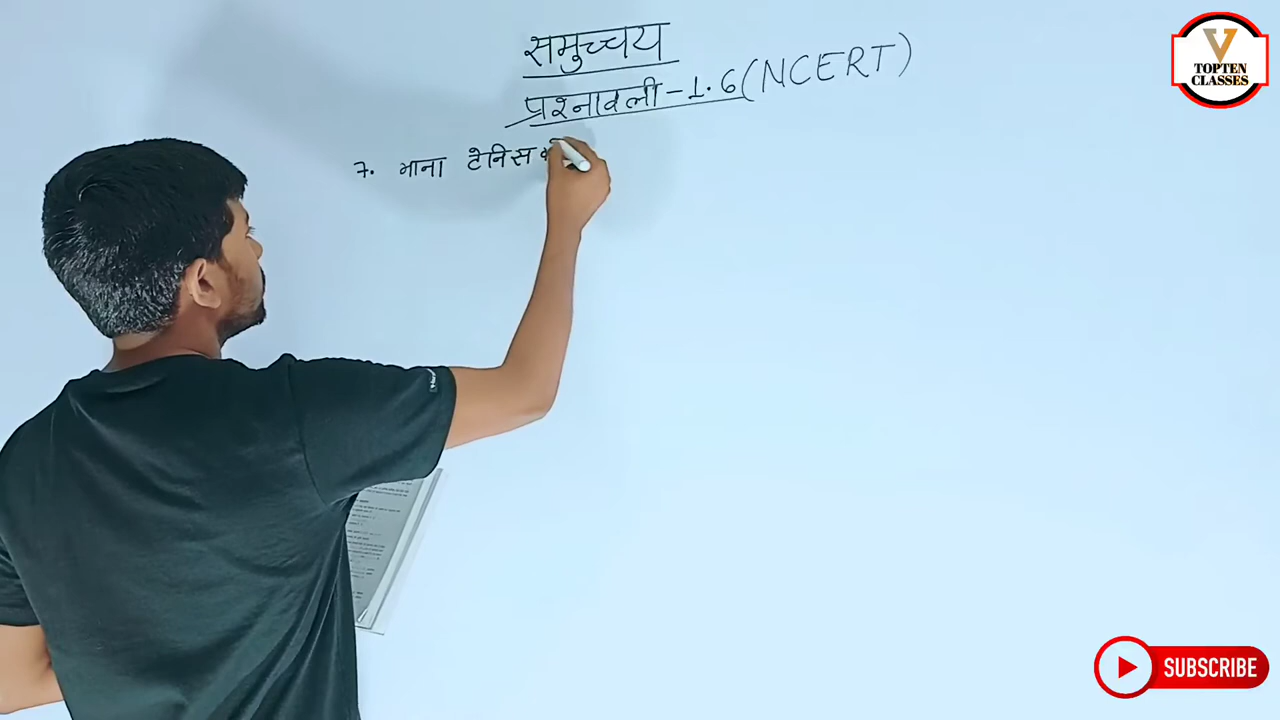 समुच्चय
प्रश्नावली - 1.6 (NCERT)
7. माना टेनिस
V
TOPTEN
CLASSES
SUBSCRIBE